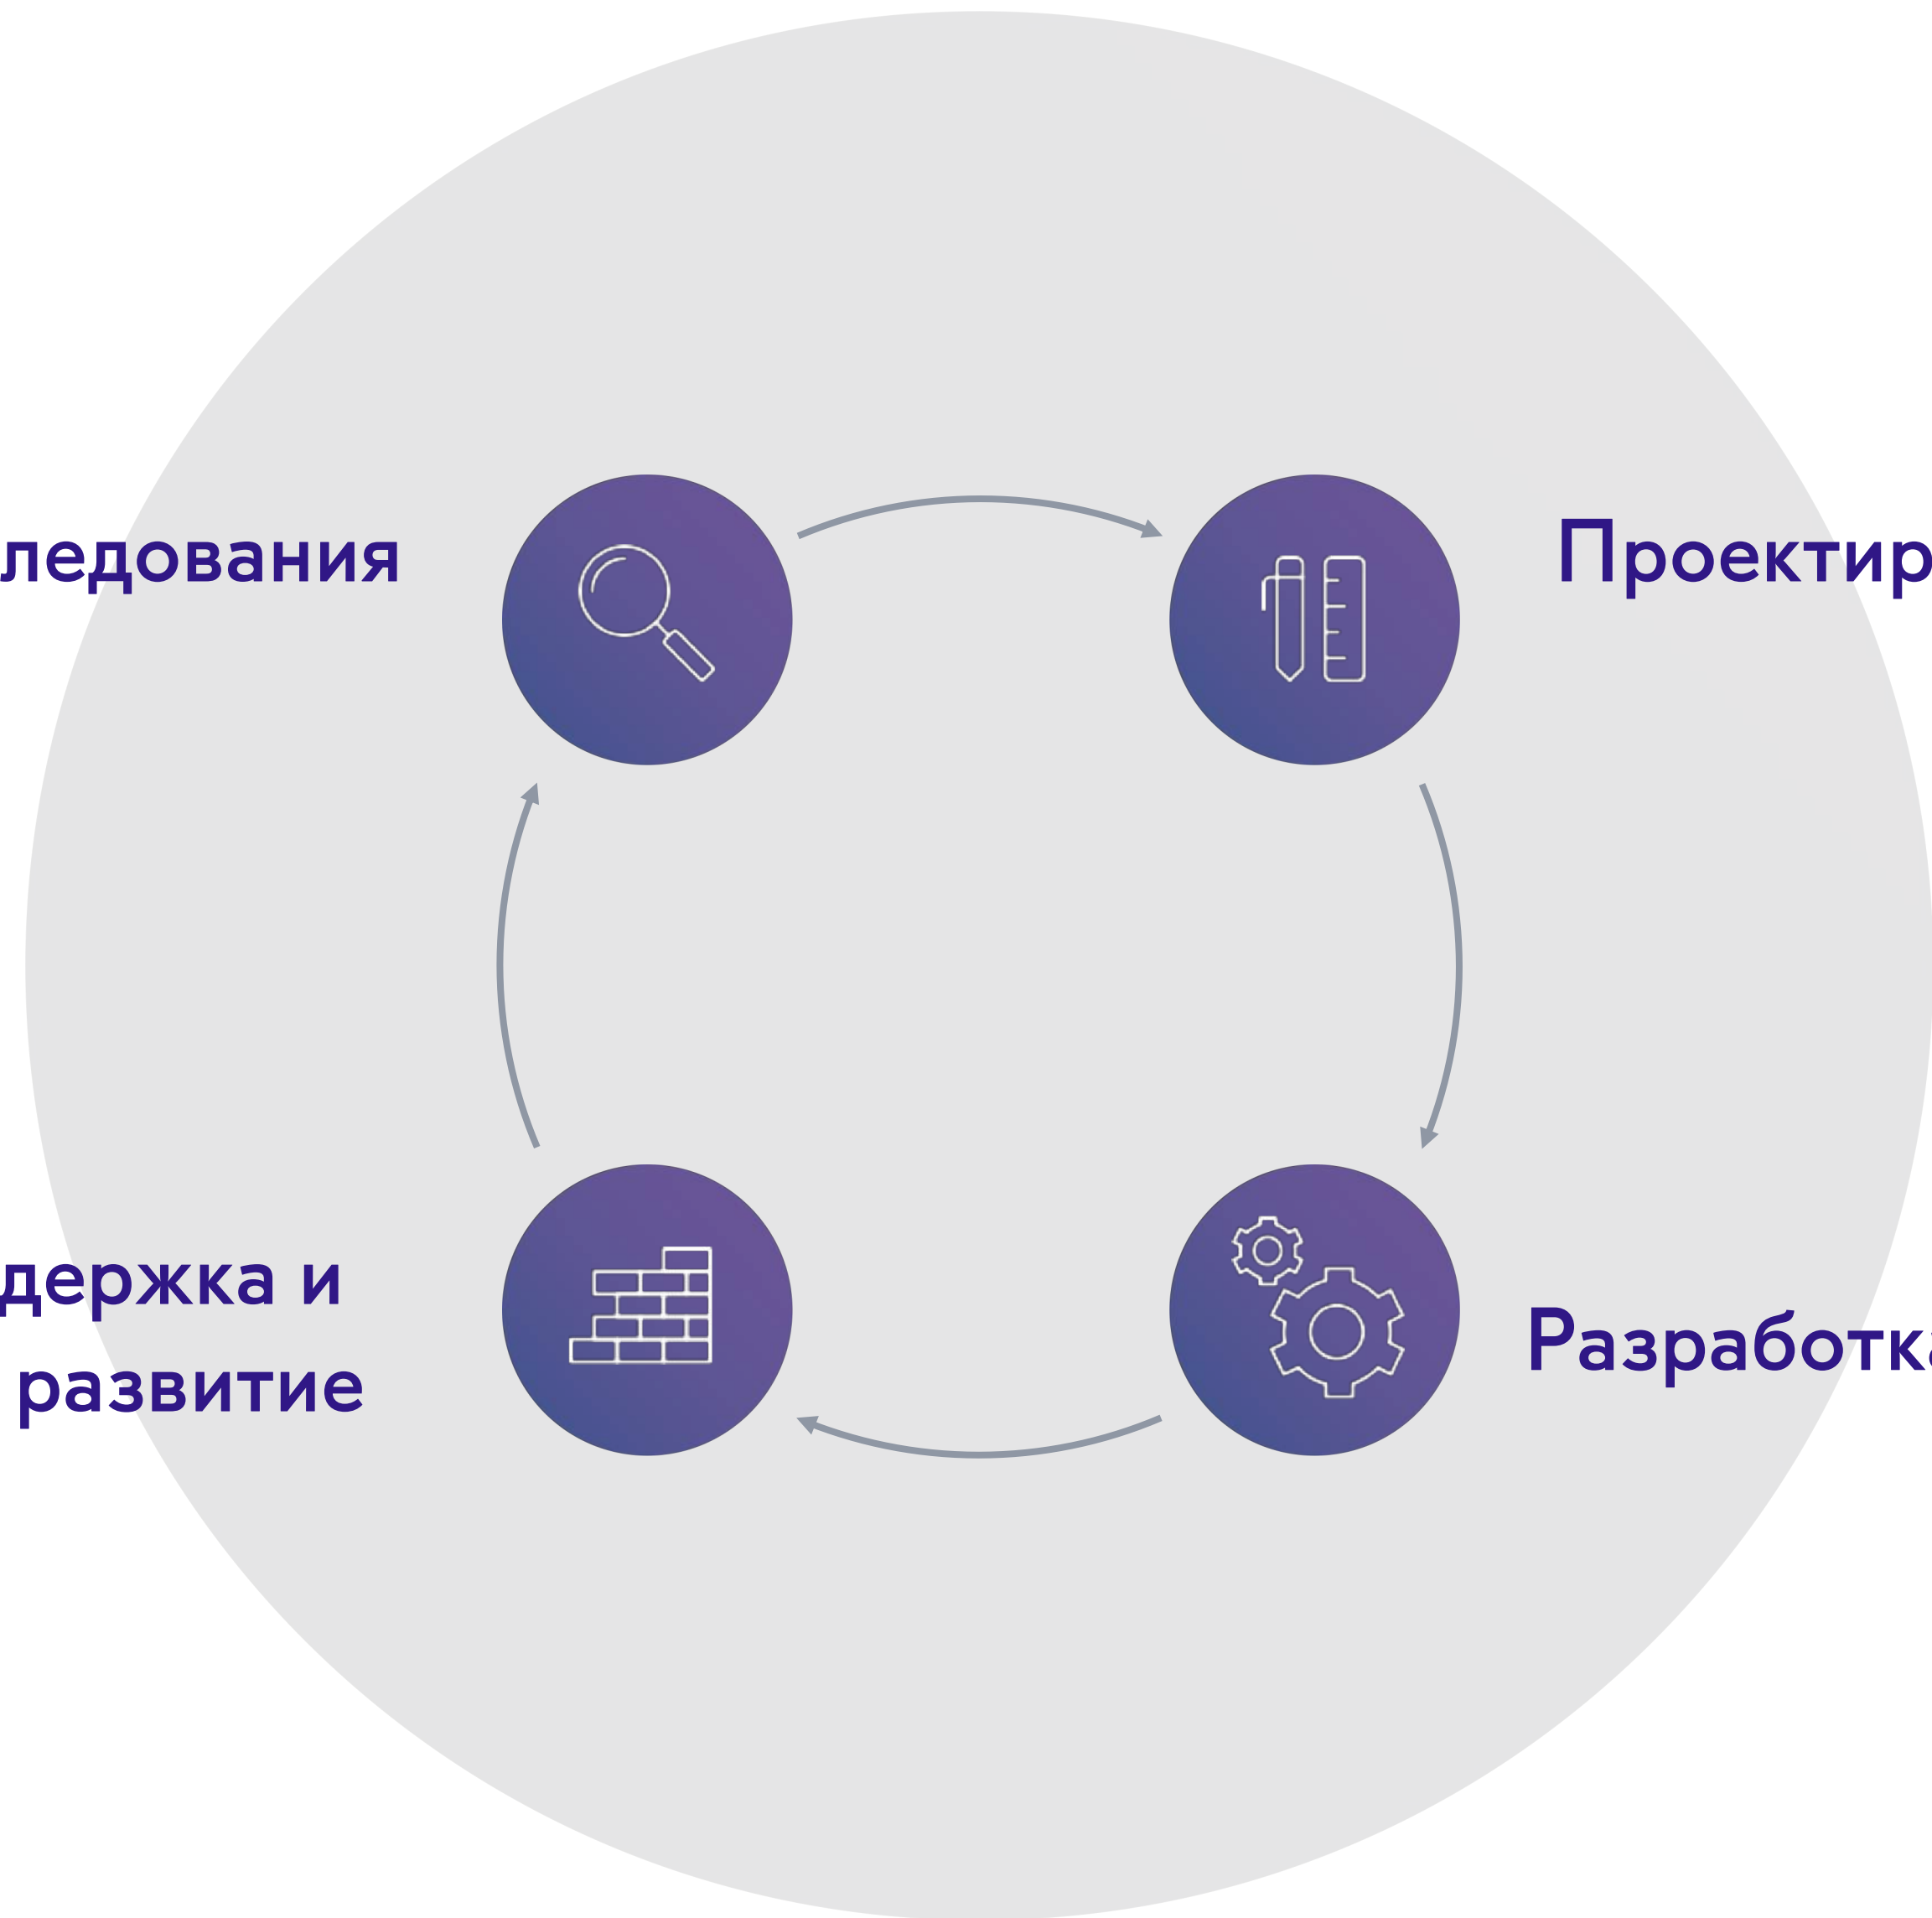 ледования
Проектир
держка и
развитие
Разработк